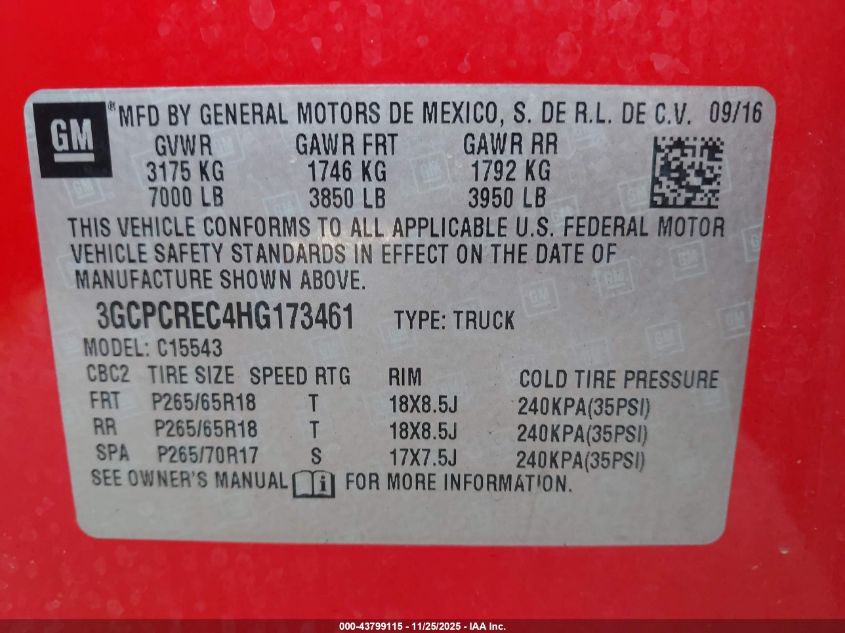 GM
®MFD BY GENERAL MOTORS DE MEXICO, S. DE R.L. DE C.V. 09/16
GVWR GAWR FRT GAWR RR
3175 KG 1746 KG 1792 KG
7000 LB 3850 LB 3950 LB
THIS VEHICLE CONFORMS TO ALL APPLICABLE U.S. FEDERAL MOTOR
VEHICLE SAFETY STANDARDS IN EFFECT ON THE DATE OF
MANUFACTURE SHOWN ABOVE.
3GCPCREC4HG173461 TYPE: TRUCK
MODEL: C15543
CBC2 TIRE SIZE SPEED RTG RIM COLD TIRE PRESSURE
FRT P265/65R18 T 18X8.5J 240KPA(35PSI)
RR P265/65R18 T 18X8.5J 240KPA(35PSI)
SPA P265/70R17 S 17X7.5J 240KPA(35PSI)
SEE OWNER'S MANUAL i FOR MORE INFORMATION.
000-43799115 - 11/25/2025 - IAA Inc.